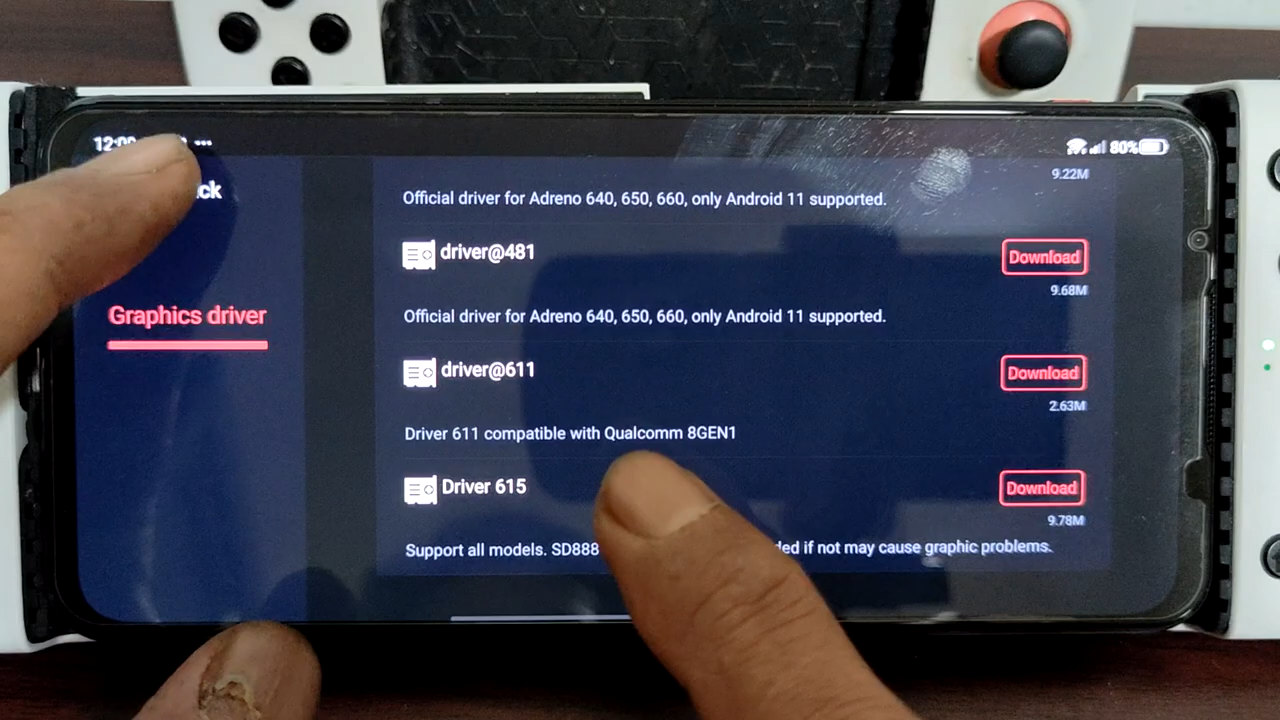 80%
9.22M
Official driver for Adreno 640, 650, 660, only Android 11 supported.
driver@481
Download
9.68M
Graphics driver
Official driver for Adreno 640, 650, 660, only Android 11 supported.
driver@611
Download
2.63M
Driver 611 compatible with Qualcomm 8GEN1
Driver 615
Download
9.78M
Support all models. SD888 if not may cause graphic problems.